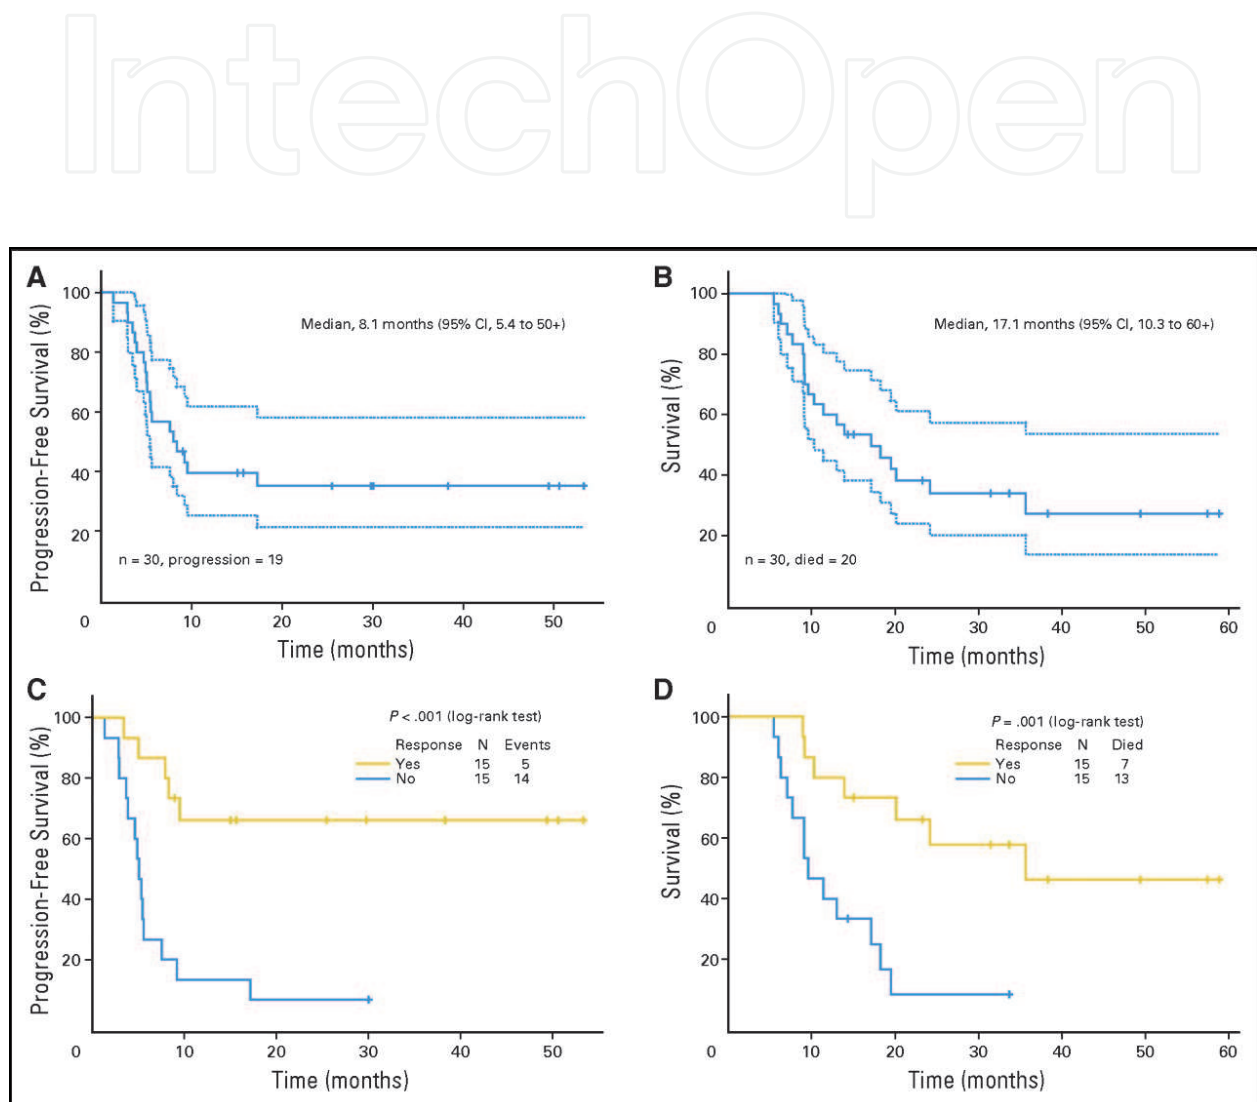 IntechOpen
A
Progression-Free Survival (%)
100
80
60
40
20
0
Median, 8.1 months (95% CI, 5.4 to 50+)
n = 30, progression = 19
10 20 30 40 50
Time (months)
B
Survival (%)
100
80
60
40
20
0
Median, 17.1 months (95% CI, 10.3 to 60+)
n = 30, died = 20
10 20 30 40 50 60
Time (months)
C
Progression-Free Survival (%)
100
80
60
40
20
0
P < .001 (log-rank test)
Response N Events
Yes 15 5
No 15 14
10 20 30 40 50
Time (months)
D
Survival (%)
100
80
60
40
20
0
P = .001 (log-rank test)
Response N Died
Yes 15 7
No 15 13
10 20 30 40 50 60
Time (months)